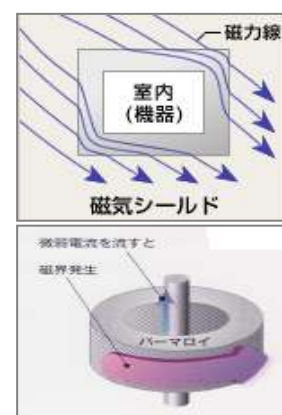 磁力線
室内
(機器)
磁気シールド
微弱電流を流すと
磁界発生
パーマロイ